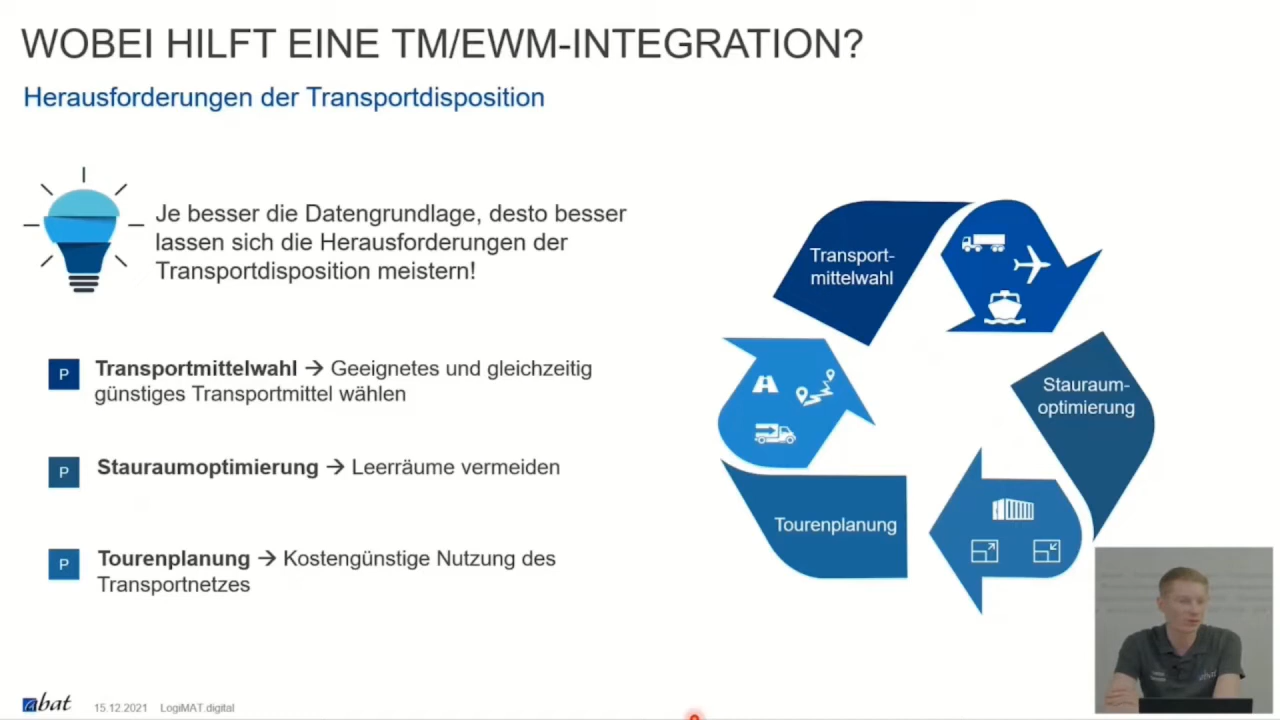 WOBEI HILFT EINE TM/EWM-INTEGRATION?
Herausforderungen der Transportdisposition
Je besser die Datengrundlage, desto besser
lassen sich die Herausforderungen der
Transportdisposition meistern!
P
Transportmittelwahl → Geeignetes und gleichzeitig
günstiges Transportmittel wählen
P
Stauraumoptimierung → Leerräume vermeiden
P
Tourenplanung → Kostengünstige Nutzung des
Transportnetzes
Transport-
mittelwahl
Stauraum-
optimierung
Tourenplanung
abat
15.12.2021 LogiMAT.digital